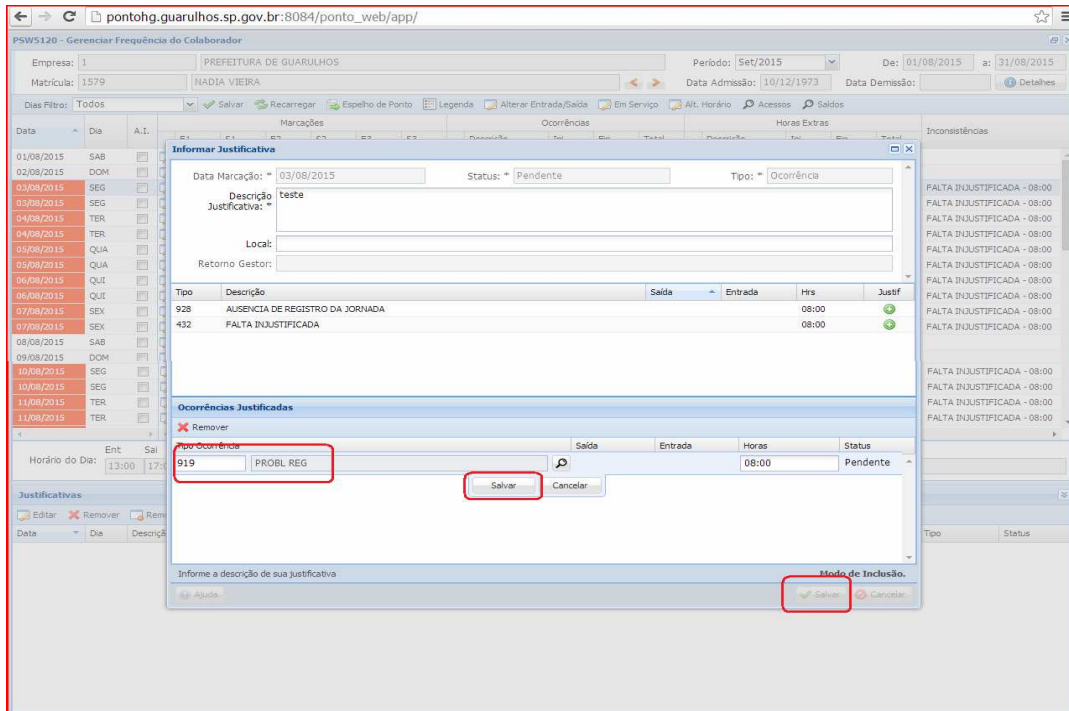 pontohg.guarulhos.sp.gov.br:8084/ponto_web/app/
PSW5120 - Gerenciar Frequência do Colaborador
Empresa: 1 PREFEITURA DE GUARULHOS Período: Set/2015 De: 01/08/2015 a: 31/08/2015
Matrícula: 1579 NADIA VIEIRA Data Admissão: 10/12/1973 Data Demissão: Detalhes
Dias Filtro: Todos Salvar Recarregar Espelho de Ponto Legenda Alterar Entrada/Saída Em Serviço Alt. Horário Acessos Saldos
Marcações Ocorrências Horas Extras
Data Dia A.I. Inconsistências
Informar Justificativa
01/08/2015 SAB
02/08/2015 DOM
03/08/2015 SEG FALTA INJUSTIFICADA - 08:00
03/08/2015 SEG FALTA INJUSTIFICADA - 08:00
04/08/2015 TER FALTA INJUSTIFICADA - 08:00
04/08/2015 TER FALTA INJUSTIFICADA - 08:00
05/08/2015 QUA FALTA INJUSTIFICADA - 08:00
05/08/2015 QUA FALTA INJUSTIFICADA - 08:00
06/08/2015 QUI FALTA INJUSTIFICADA - 08:00
06/08/2015 QUI FALTA INJUSTIFICADA - 08:00
07/08/2015 SEX FALTA INJUSTIFICADA - 08:00
07/08/2015 SEX FALTA INJUSTIFICADA - 08:00
08/08/2015 SAB
09/08/2015 DOM
10/08/2015 SEG FALTA INJUSTIFICADA - 08:00
10/08/2015 SEG FALTA INJUSTIFICADA - 08:00
11/08/2015 TER FALTA INJUSTIFICADA - 08:00
11/08/2015 TER FALTA INJUSTIFICADA - 08:00
Data Marcação: * 03/08/2015 Status: * Pendente Tipo: * Ocorrência
Descrição Justificativa: * teste
Local:
Retorno Gestor:
Tipo Descrição Saída Entrada Hrs Justif
928 AUSENCIA DE REGISTRO DA JORNADA 08:00
432 FALTA INJUSTIFICADA 08:00
Ocorrências Justificadas
Remover
Tipo Ocorrência Saída Entrada Horas Status
919 PROBL REG 08:00 Pendente
Salvar Cancelar
Informe a descrição de sua justificativa Modo de Inclusão.
Ajuda Salvar Cancelar
Ent Sai
Horário do Dia: 13:00
Justificativas
Editar Remover
Data Dia Tipo Status